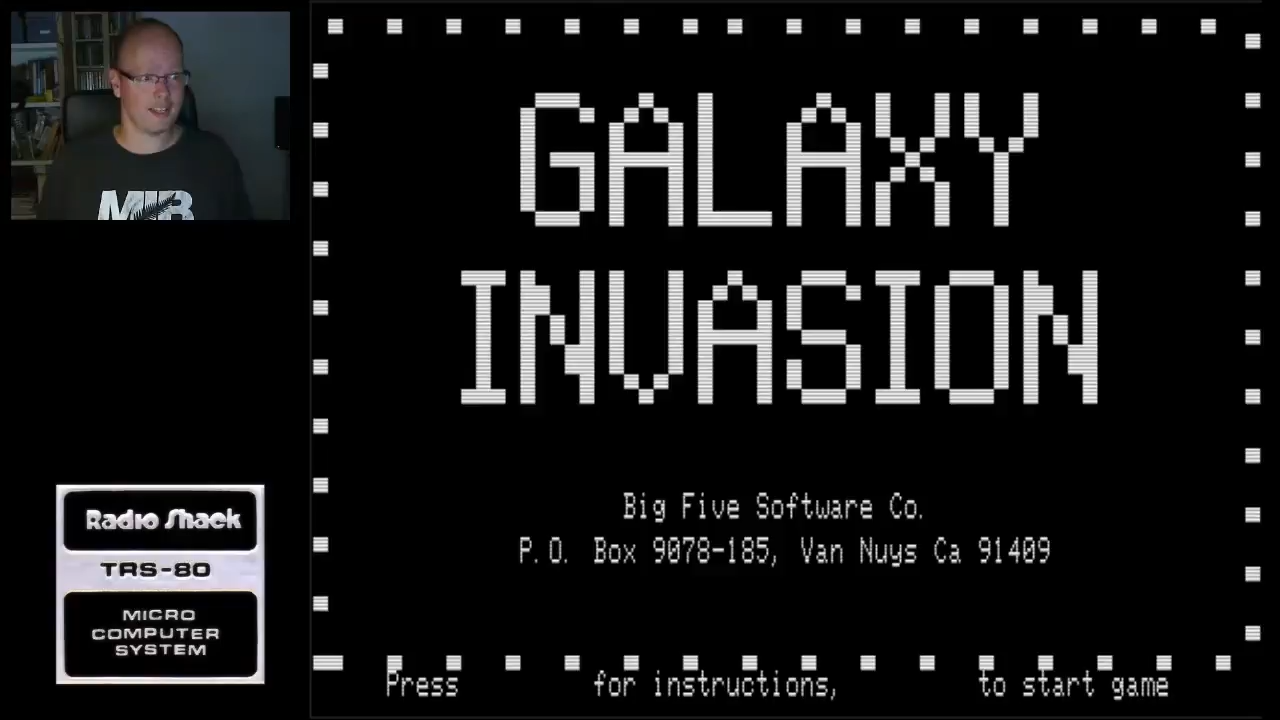 MIB
GALAXY
INVASION
Big Five Software Co.
P.O. Box 9078-185, Van Nuys Ca 91409
Press for instructions, to start game
Radio Shack
TRS-80
MICRO
COMPUTER
SYSTEM